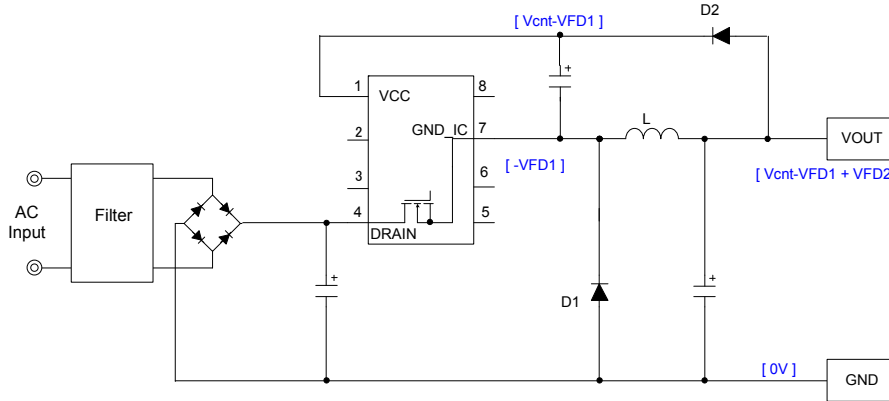 [ Vcnt-VFD1 ]
D2
1
VCC
8
2
GND_IC
7
L
VOUT
[ -VFD1 ]
[ Vcnt-VFD1 + VFD2
3
6
AC
Input
Filter
4
5
DRAIN
+
+
+
D1
[ 0V ]
GND